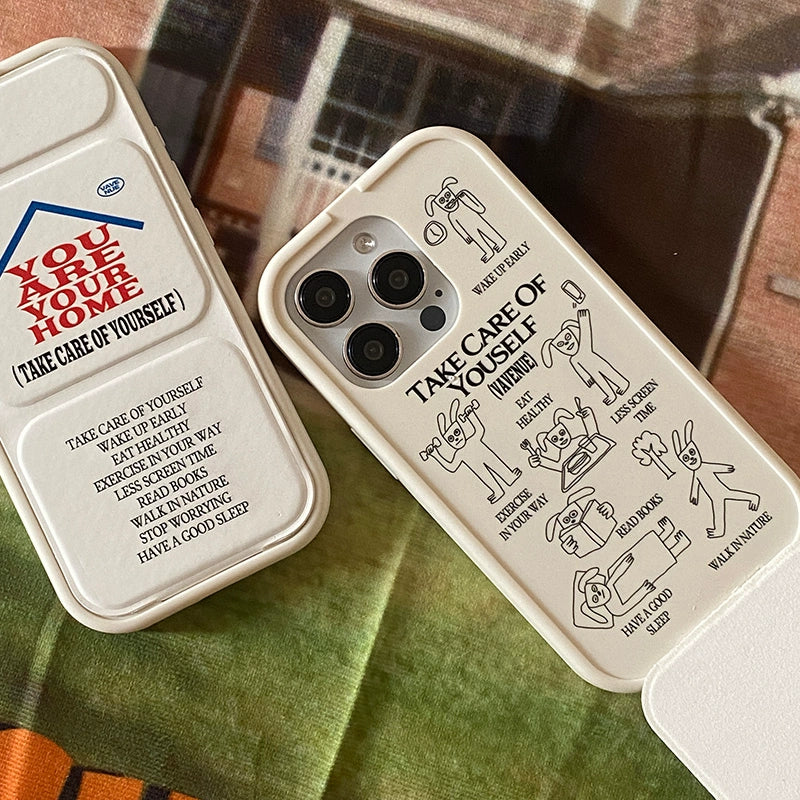 VAVE
NUE
YOU
ARE
YOUR
HOME
(TAKE CARE OF YOURSELF)
TAKE CARE OF YOURSELF
WAKE UP EARLY
EAT HEALTHY
EXERCISE IN YOUR WAY
LESS SCREEN TIME
READ BOOKS
WALK IN NATURE
STOP WORRYING
HAVE A GOOD SLEEP
WAKE UP EARLY
TAKE CARE OF
YOUSELF
(VAVENUE)
EAT
HEALTHY
LESS SCREEN
TIME
EXERCISE
IN YOUR WAY
READ BOOKS
WALK IN NATURE
HAVE A GOOD
SLEEP